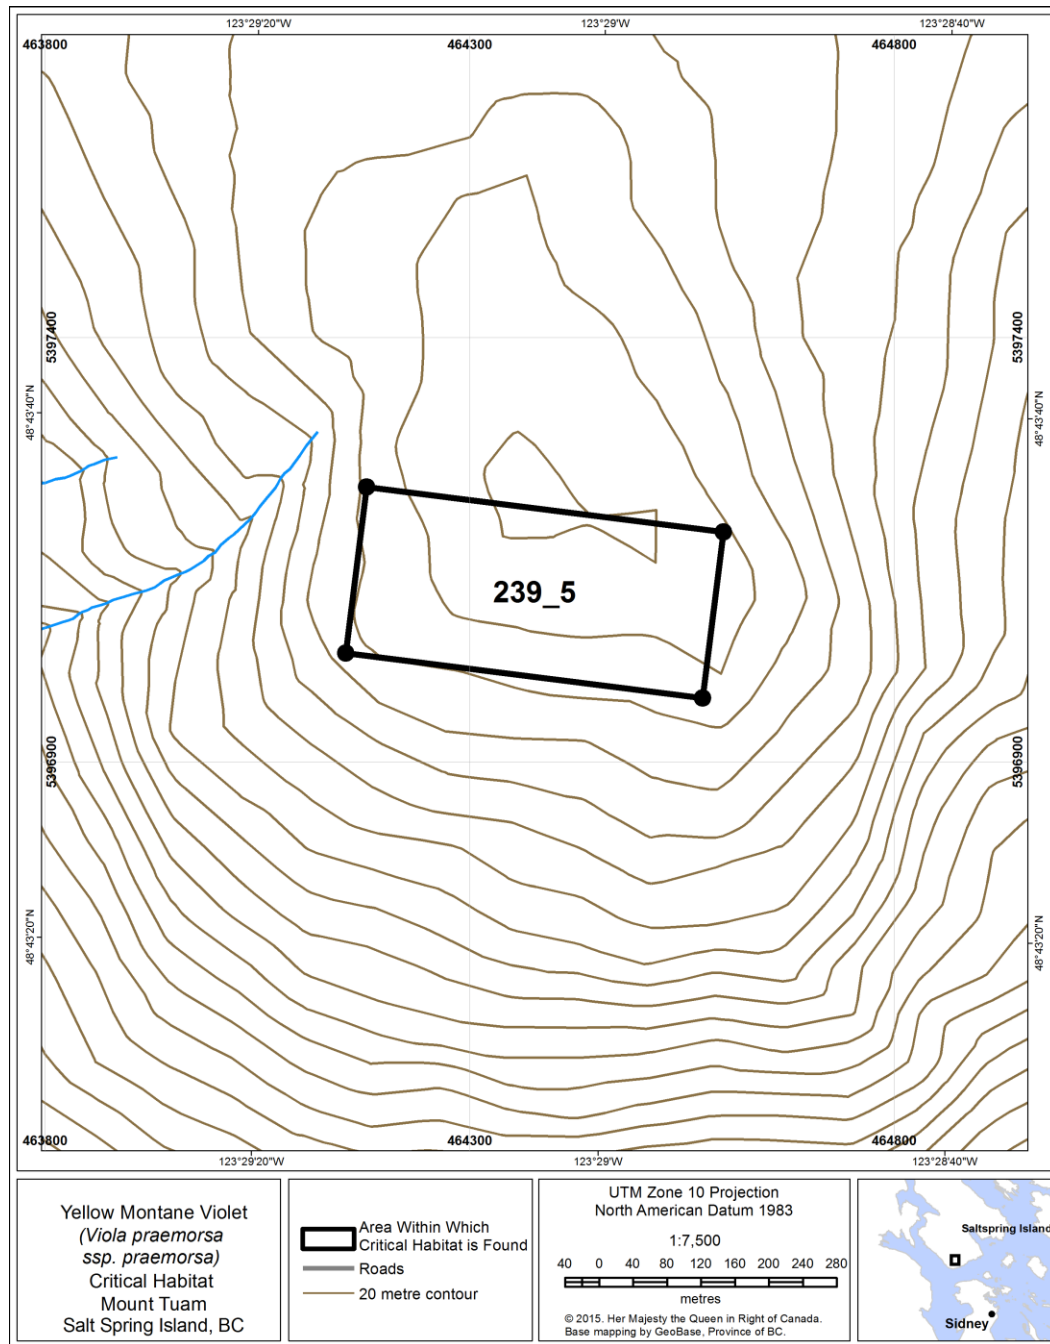 123°29'20"W 123°29'W 123°28'40"W
463800 464300 464800
5397400 5397400
48°43'40"N 48°43'40"N
239_5
5396900 5396900
48°43'20"N 48°43'20"N
463800 464300 464800
123°29'20"W 123°29'W 123°28'40"W
Yellow Montane Violet
(Viola praemorsa
ssp. praemorsa)
Critical Habitat
Mount Tuam
Salt Spring Island, BC
Area Within Which
Critical Habitat is Found
Roads
20 metre contour
UTM Zone 10 Projection
North American Datum 1983
1:7,500
40 0 40 80 120 160 200 240 280
metres
© 2015. Her Majesty the Queen in Right of Canada.
Base mapping by GeoBase, Province of BC.
Saltspring Island
Sidney